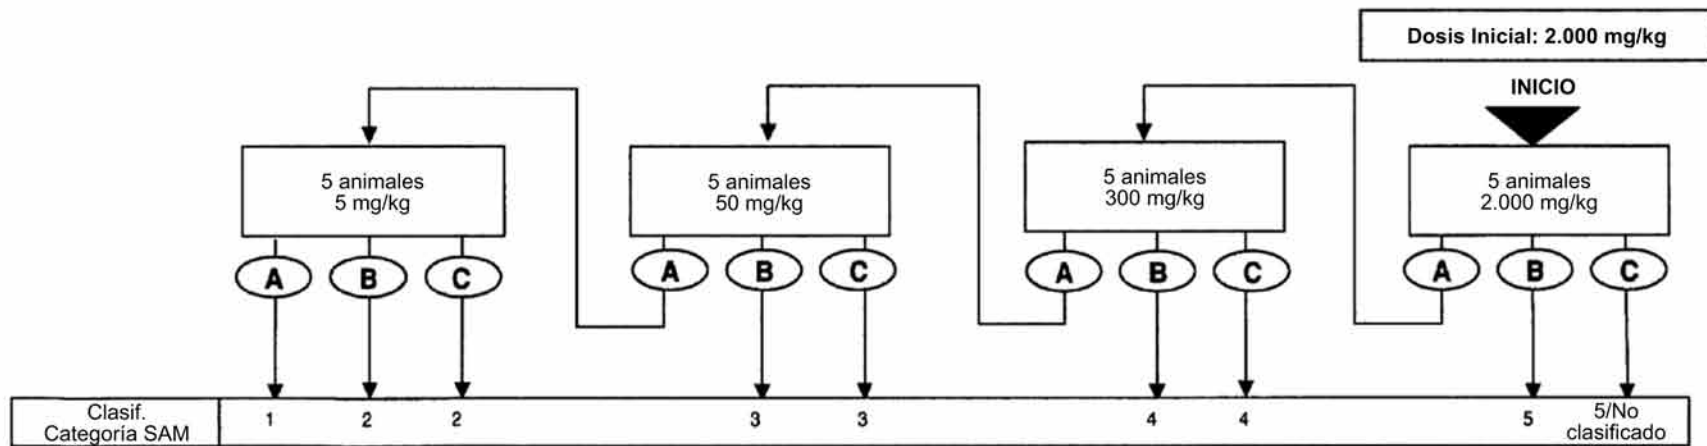 Dosis Inicial: 2.000 mg/kg
INICIO
5 animales
5 mg/kg
5 animales
50 mg/kg
5 animales
300 mg/kg
5 animales
2.000 mg/kg
A B C A B C A B C A B C
Clasif.
Categoría SAM
1 2 2 3 3 4 4 5 5/No
clasificado